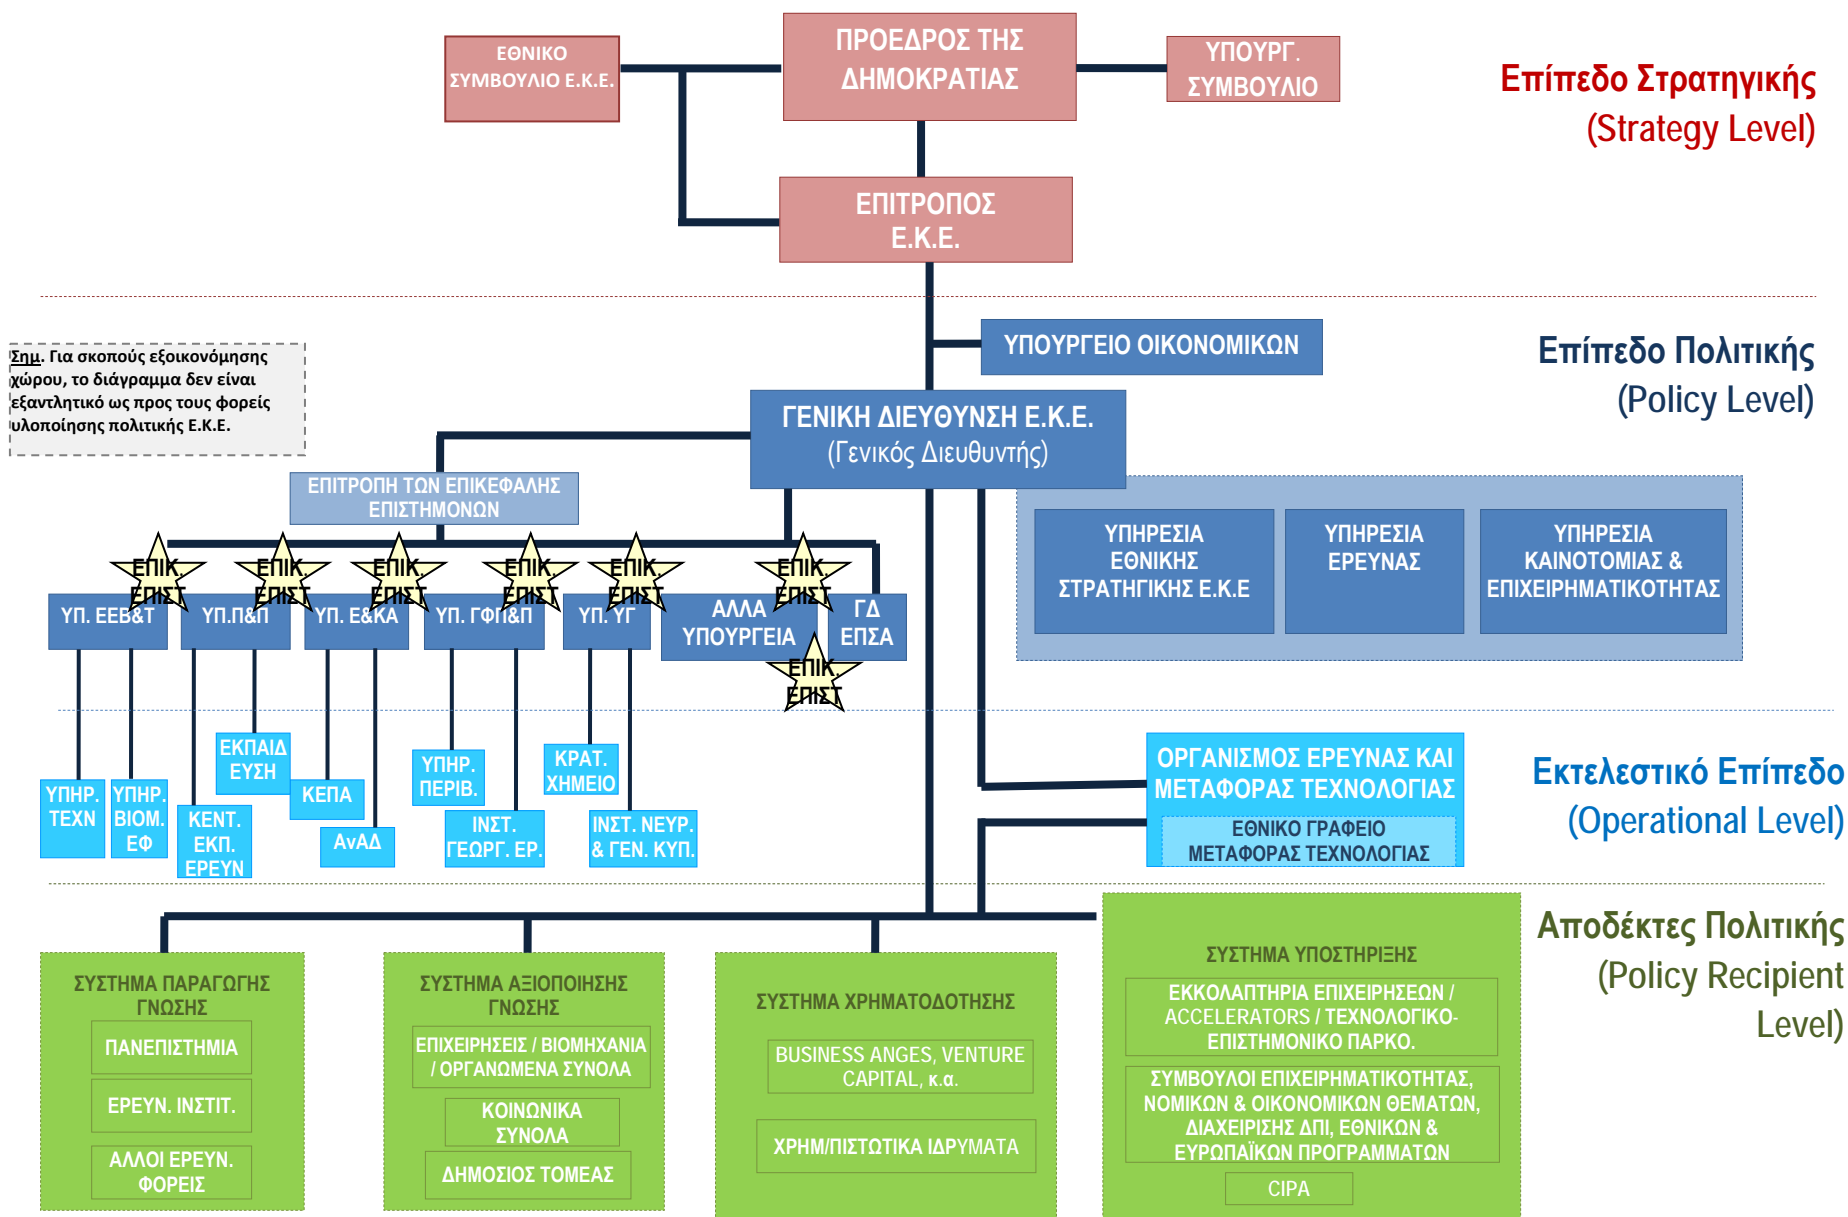 ΠΡΟΕΔΡΟΣ ΤΗΣ
ΔΗΜΟΚΡΑΤΙΑΣ
ΕΘΝΙΚΟ
ΣΥΜΒΟΥΛΙΟ Ε.Κ.Ε.
ΥΠΟΥΡΓ.
ΣΥΜΒΟΥΛΙΟ
Επίπεδο Στρατηγικής
(Strategy Level)
ΕΠΙΤΡΟΠΟΣ
Ε.Κ.Ε.
Σημ. Για σκοπούς εξοικονόμησης
χώρου, το διάγραμμα δεν είναι
εξαντλητικό ως προς τους φορείς
υλοποίησης πολιτικής Ε.Κ.Ε.
ΥΠΟΥΡΓΕΙΟ ΟΙΚΟΝΟΜΙΚΩΝ
Επίπεδο Πολιτικής
(Policy Level)
ΓΕΝΙΚΗ ΔΙΕΥΘΥΝΣΗ Ε.Κ.Ε.
(Γενικός Διευθυντής)
ΕΠΙΤΡΟΠΗ ΤΩΝ ΕΠΙΚΕΦΑΛΗΣ
ΕΠΙΣΤΗΜΟΝΩΝ
ΥΠΗΡΕΣΙΑ
ΕΘΝΙΚΗΣ
ΣΤΡΑΤΗΓΙΚΗΣ Ε.Κ.Ε
ΥΠΗΡΕΣΙΑ
ΕΡΕΥΝΑΣ
ΥΠΗΡΕΣΙΑ
ΚΑΙΝΟΤΟΜΙΑΣ &
ΕΠΙΧΕΙΡΗΜΑΤΙΚΟΤΗΤΑΣ
ΕΠΙΚ.
ΕΠΙΣΤ
ΕΠΙΚ.
ΕΠΙΣΤ
ΕΠΙΚ.
ΕΠΙΣΤ
ΕΠΙΚ.
ΕΠΙΣΤ
ΕΠΙΚ.
ΕΠΙΣΤ
ΕΠΙΚ.
ΕΠΙΣΤ
ΥΠ. ΕΕΒ&Τ
ΥΠ.Π&Π
ΥΠ. Ε&ΚΑ
ΥΠ. ΓΦΠ&Π
ΥΠ. ΥΓ
ΑΛΛΑ
ΥΠΟΥΡΓΕΙΑ
ΓΔ
ΕΠΣΑ
ΕΠΙΚ.
ΕΠΙΣΤ
ΥΠΗΡ.
ΤΕΧΝ
ΥΠΗΡ.
ΒΙΟΜ.
ΕΦ
ΚΕΝΤ.
ΕΚΠ.
ΕΡΕΥΝ
ΕΚΠΑΙΔ
ΕΥΣΗ
ΚΕΠΑ
ΑνΑΔ
ΥΠΗΡ.
ΠΕΡΙΒ.
ΙΝΣΤ.
ΓΕΩΡΓ. ΕΡ.
ΚΡΑΤ.
ΧΗΜΕΙΟ
ΙΝΣΤ. ΝΕΥΡ.
& ΓΕΝ. ΚΥΠ.
ΟΡΓΑΝΙΣΜΟΣ ΕΡΕΥΝΑΣ ΚΑΙ
ΜΕΤΑΦΟΡΑΣ ΤΕΧΝΟΛΟΓΙΑΣ
ΕΘΝΙΚΟ ΓΡΑΦΕΙΟ
ΜΕΤΑΦΟΡΑΣ ΤΕΧΝΟΛΟΓΙΑΣ
Εκτελεστικό Επίπεδο
(Operational Level)
Αποδέκτες Πολιτικής
(Policy Recipient
Level)
ΣΥΣΤΗΜΑ ΠΑΡΑΓΩΓΗΣ
ΓΝΩΣΗΣ
ΠΑΝΕΠΙΣΤΗΜΙΑ
ΕΡΕΥΝ. ΙΝΣΤΙΤ.
ΑΛΛΟΙ ΕΡΕΥΝ.
ΦΟΡΕΙΣ
ΣΥΣΤΗΜΑ ΑΞΙΟΠΟΙΗΣΗΣ
ΓΝΩΣΗΣ
ΕΠΙΧΕΙΡΗΣΕΙΣ / ΒΙΟΜΗΧΑΝΙΑ
/ ΟΡΓΑΝΩΜΕΝΑ ΣΥΝΟΛΑ
ΚΟΙΝΩΝΙΚΑ
ΣΥΝΟΛΑ
ΔΗΜΟΣΙΟΣ ΤΟΜΕΑΣ
ΣΥΣΤΗΜΑ ΧΡΗΜΑΤΟΔΟΤΗΣΗΣ
BUSINESS ANGES, VENTURE
CAPITAL, κ.α.
ΧΡΗΜ/ΠΙΣΤΩΤΙΚΑ ΙΔΡΥΜΑΤΑ
ΣΥΣΤΗΜΑ ΥΠΟΣΤΗΡΙΞΗΣ
ΕΚΚΟΛΑΠΤΗΡΙΑ ΕΠΙΧΕΙΡΗΣΕΩΝ /
ACCELERATORS / ΤΕΧΝΟΛΟΓΙΚΟ-
ΕΠΙΣΤΗΜΟΝΙΚΟ ΠΑΡΚΟ.
ΣΥΜΒΟΥΛΟΙ ΕΠΙΧΕΙΡΗΜΑΤΙΚΟΤΗΤΑΣ,
ΝΟΜΙΚΩΝ & ΟΙΚΟΝΟΜΙΚΩΝ ΘΕΜΑΤΩΝ,
ΔΙΑΧΕΙΡΙΣΗΣ ΔΠΙ, ΕΘΝΙΚΩΝ &
ΕΥΡΩΠΑΪΚΩΝ ΠΡΟΓΡΑΜΜΑΤΩΝ
CIPA